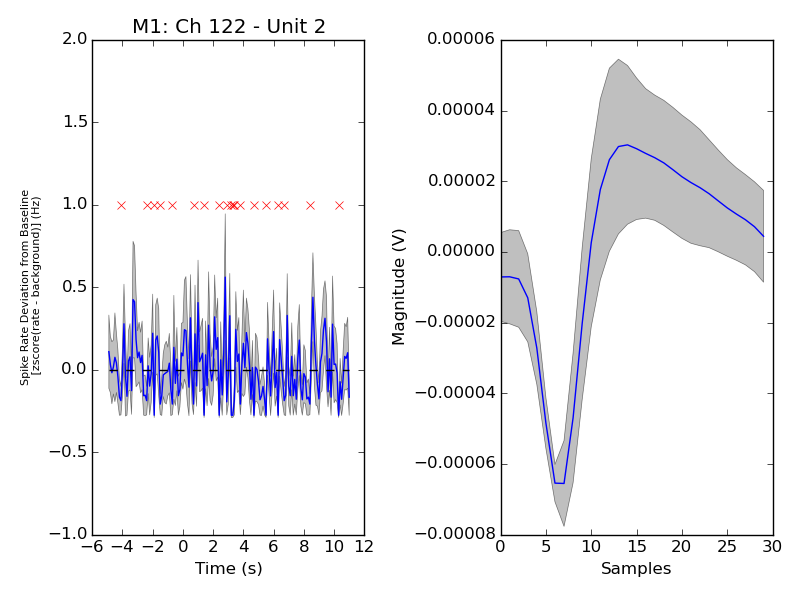 M1: Ch 122 - Unit 2
2.0
1.5
1.0
0.5
0.0
−0.5
−1.0
Spike Rate Deviation from Baseline
[zscore(rate - background)] (Hz)
−6 −4 −2 0 2 4 6 8 10 12
Time (s)
0.00006
0.00004
0.00002
0.00000
−0.00002
−0.00004
−0.00006
−0.00008
Magnitude (V)
0 5 10 15 20 25 30
Samples